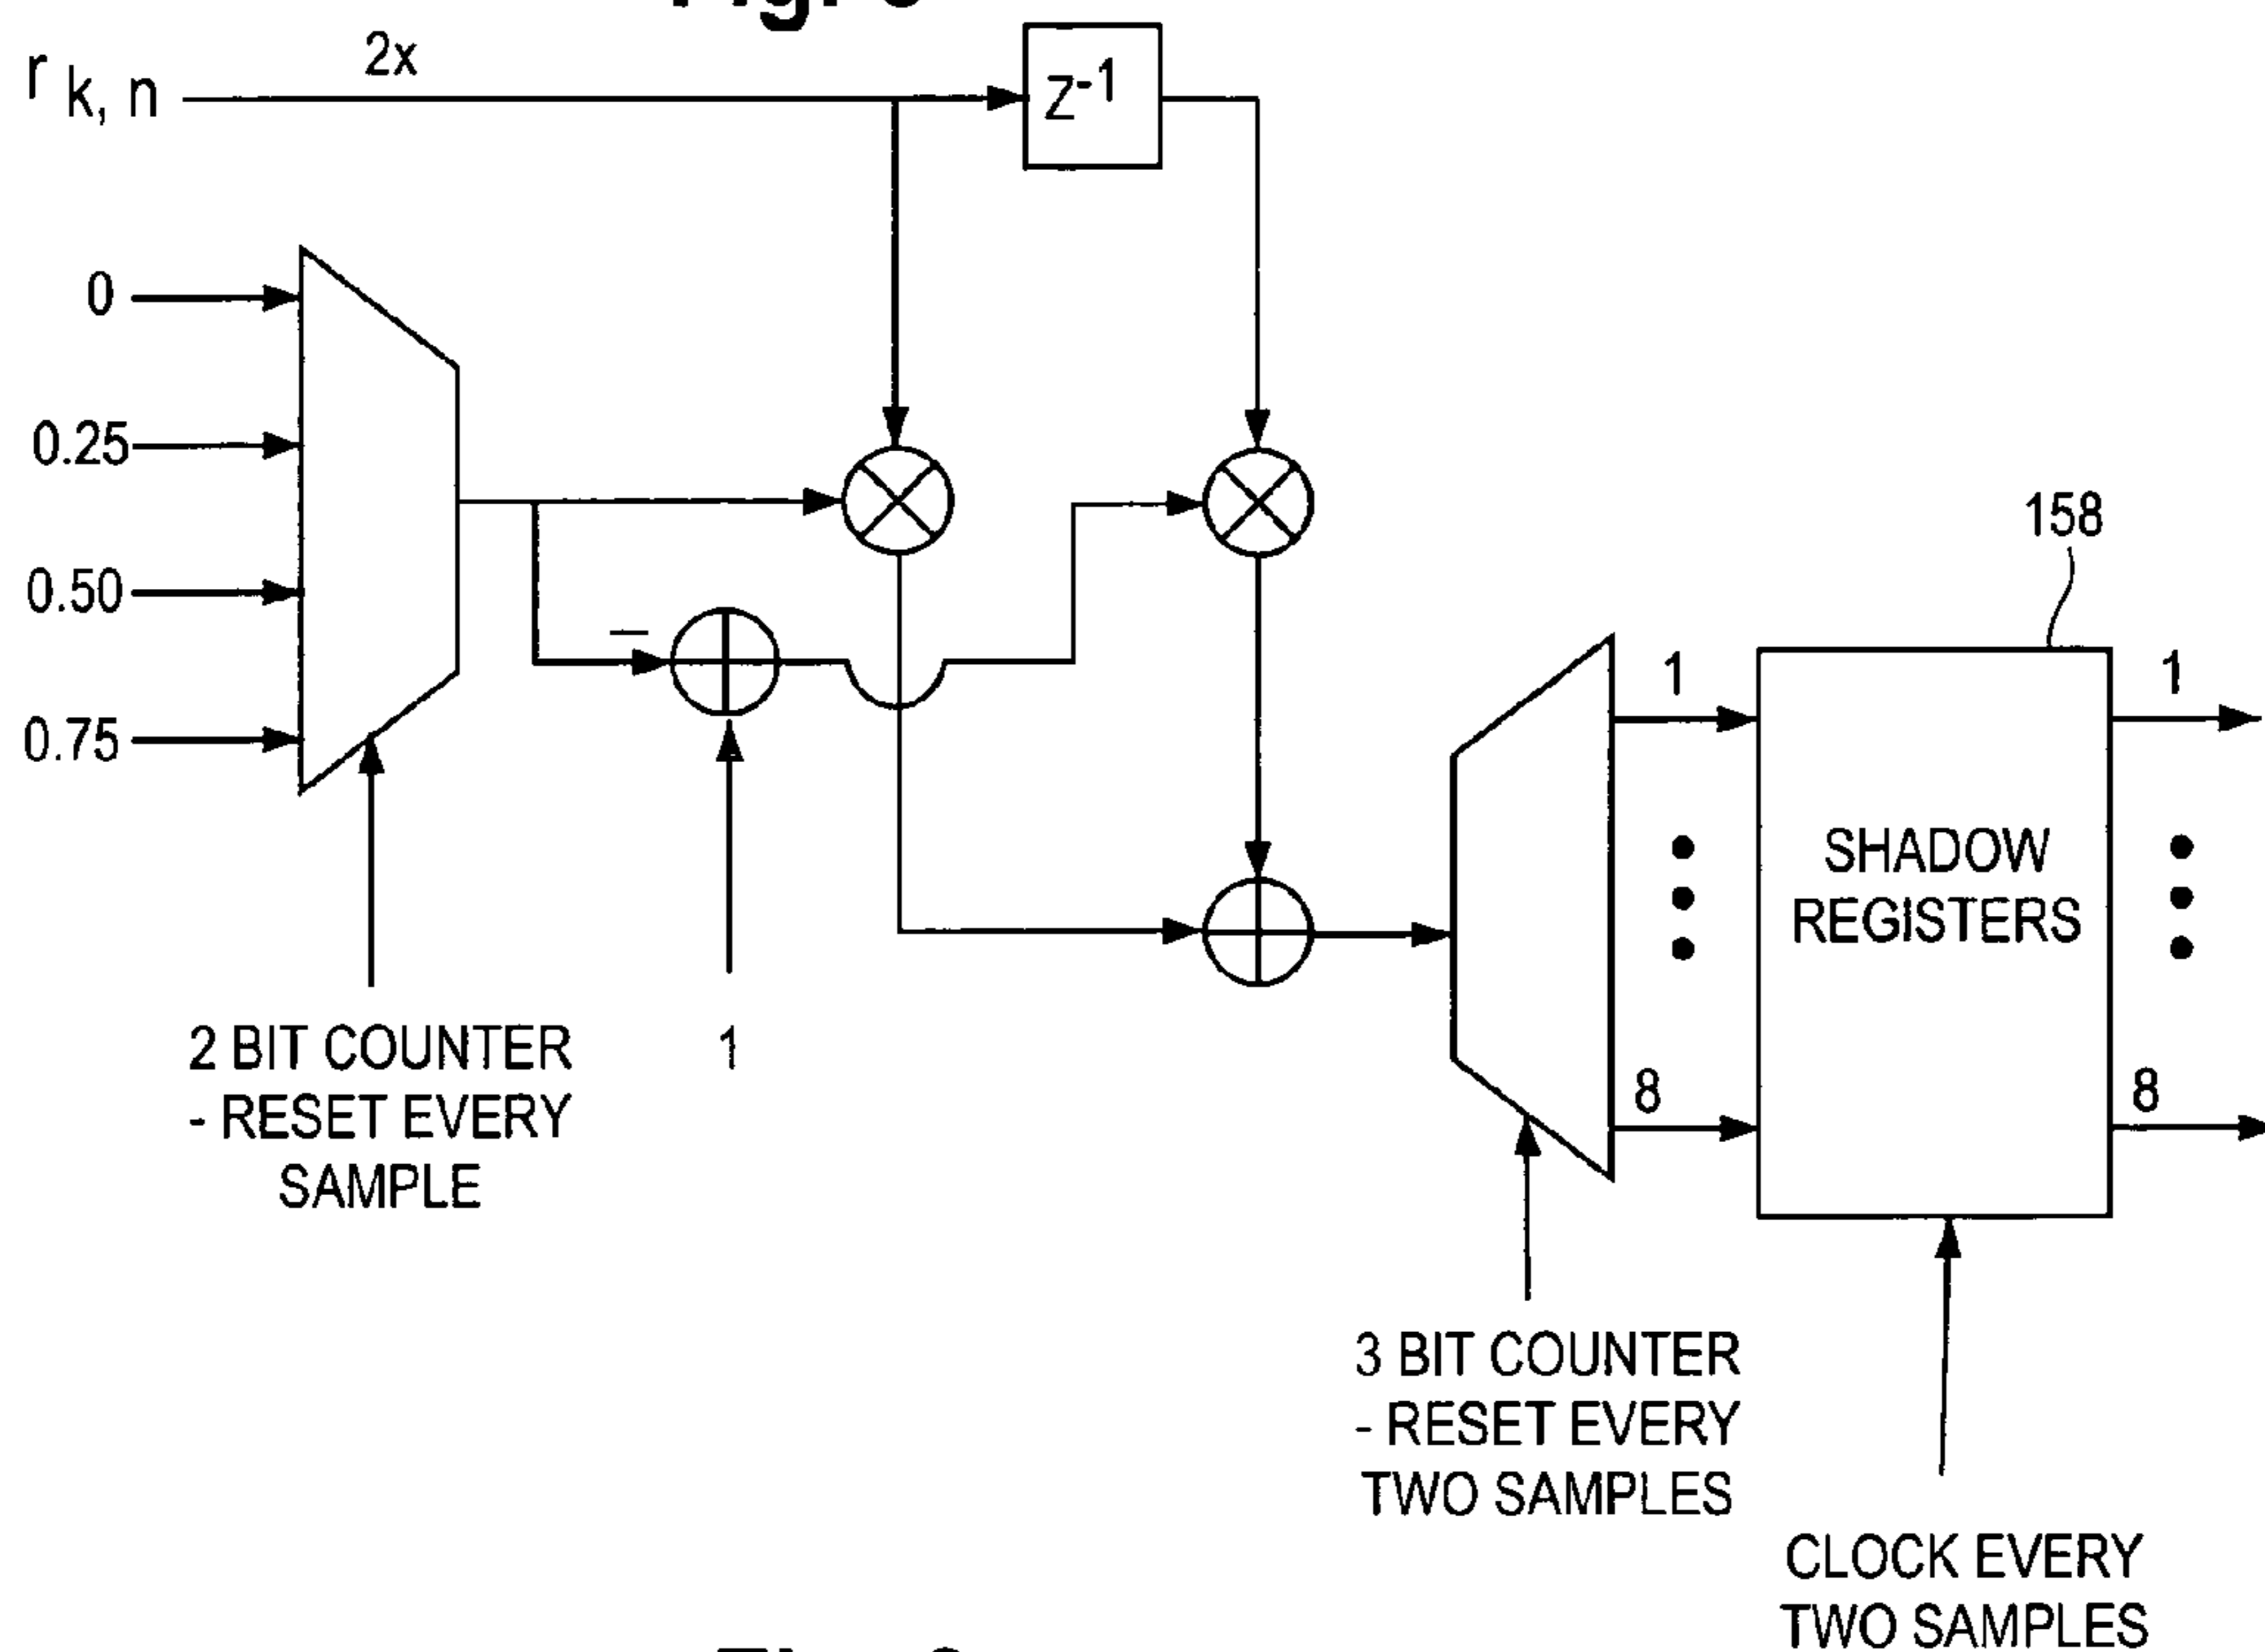 2x
r k, n
z-1
0
0.25
0.50
0.75
–
158
1
1
SHADOW
REGISTERS
8
8
2 BIT COUNTER
- RESET EVERY
SAMPLE
1
3 BIT COUNTER
- RESET EVERY
TWO SAMPLES
CLOCK EVERY
TWO SAMPLES